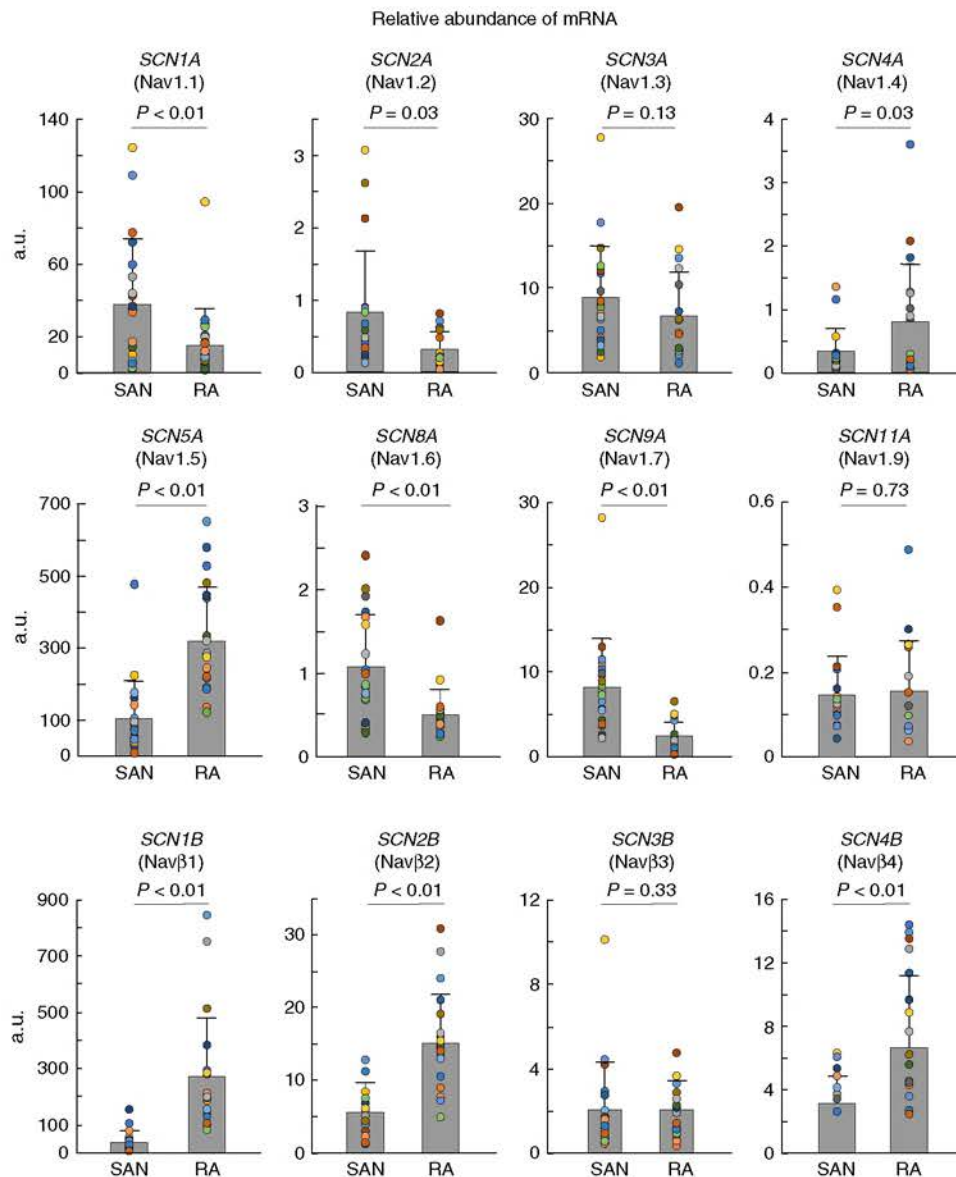 Relative abundance of mRNA
SCN1A
(Nav1.1)
P < 0.01
140
100
60
20
0
a.u.
SAN
RA
SCN2A
(Nav1.2)
P = 0.03
3
2
1
0
SAN
RA
SCN3A
(Nav1.3)
P = 0.13
30
20
10
0
SAN
RA
SCN4A
(Nav1.4)
P = 0.03
4
3
2
1
0
SAN
RA
SCN5A
(Nav1.5)
P < 0.01
700
500
300
100
0
a.u.
SAN
RA
SCN8A
(Nav1.6)
P < 0.01
3
2
1
0
SAN
RA
SCN9A
(Nav1.7)
P < 0.01
30
20
10
0
SAN
RA
SCN11A
(Nav1.9)
P = 0.73
0.6
0.4
0.2
0
SAN
RA
SCN1B
(Navβ1)
P < 0.01
900
700
500
300
100
0
a.u.
SAN
RA
SCN2B
(Navβ2)
P < 0.01
30
20
10
0
SAN
RA
SCN3B
(Navβ3)
P = 0.33
12
8
4
0
SAN
RA
SCN4B
(Navβ4)
P < 0.01
16
12
8
4
0
SAN
RA